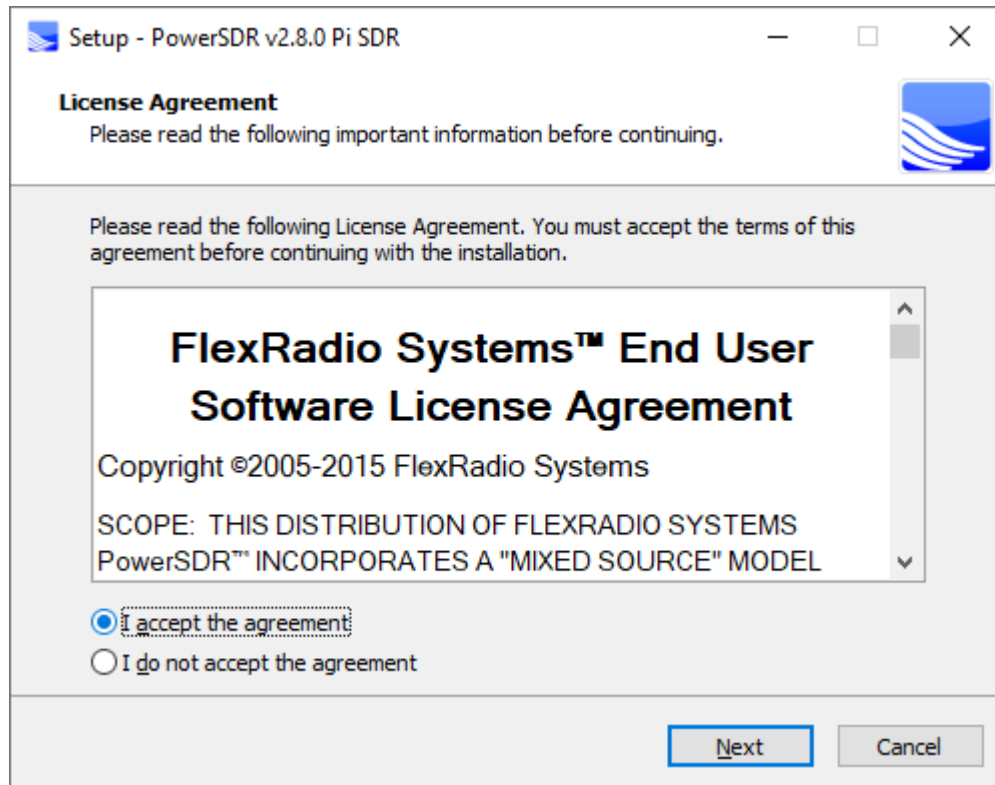 Setup - PowerSDR v2.8.0 Pi SDR
License Agreement
Please read the following important information before continuing.
Please read the following License Agreement. You must accept the terms of this
agreement before continuing with the installation.
FlexRadio Systems™ End User
Software License Agreement
Copyright ©2005-2015 FlexRadio Systems
SCOPE: THIS DISTRIBUTION OF FLEXRADIO SYSTEMS
PowerSDR™ INCORPORATES A "MIXED SOURCE" MODEL
I accept the agreement
I do not accept the agreement
Next
Cancel